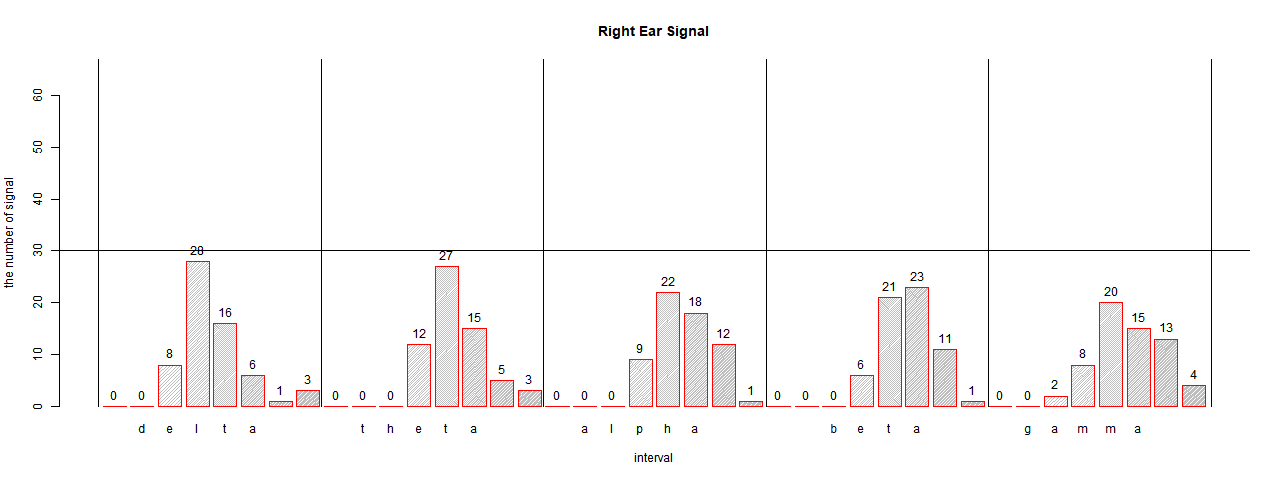 Right Ear Signal
the number of signal
60
50
40
30
20
10
0
0 0 8 28 16 6 1 3
0 0 0 12 27 15 5 3
0 0 0 9 22 18 12 1
0 0 0 6 21 23 11 1
0 0 2 8 20 15 13 4
d e l t a t h e t a a l p h a b e t a g a m m a
interval